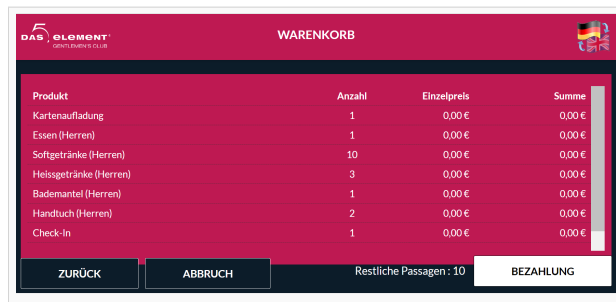 DAS 5. ELEMENT
GENTLEMEN'S CLUB
WARENKORB
Produkt Anzahl Einzelpreis Summe
Kartenaufladung 1 0,00 € 0,00 €
Essen (Herren) 1 0,00 € 0,00 €
Softgetränke (Herren) 10 0,00 € 0,00 €
Heissgetränke (Herren) 3 0,00 € 0,00 €
Bademantel (Herren) 1 0,00 € 0,00 €
Handtuch (Herren) 2 0,00 € 0,00 €
Check-In 1 0,00 € 0,00 €
ZURÜCK ABBRUCH Restliche Passagen : 10 BEZAHLUNG